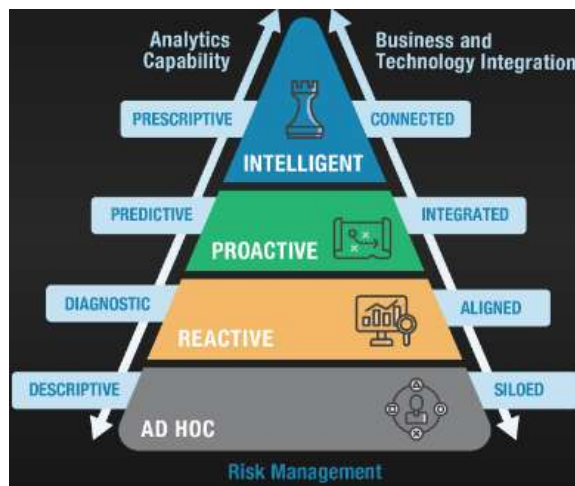 Analytics
Capability
Business and
Technology Integration
PRESCRIPTIVE
CONNECTED
INTELLIGENT
PREDICTIVE
INTEGRATED
PROACTIVE
DIAGNOSTIC
ALIGNED
REACTIVE
DESCRIPTIVE
SILOED
AD HOC
Risk Management